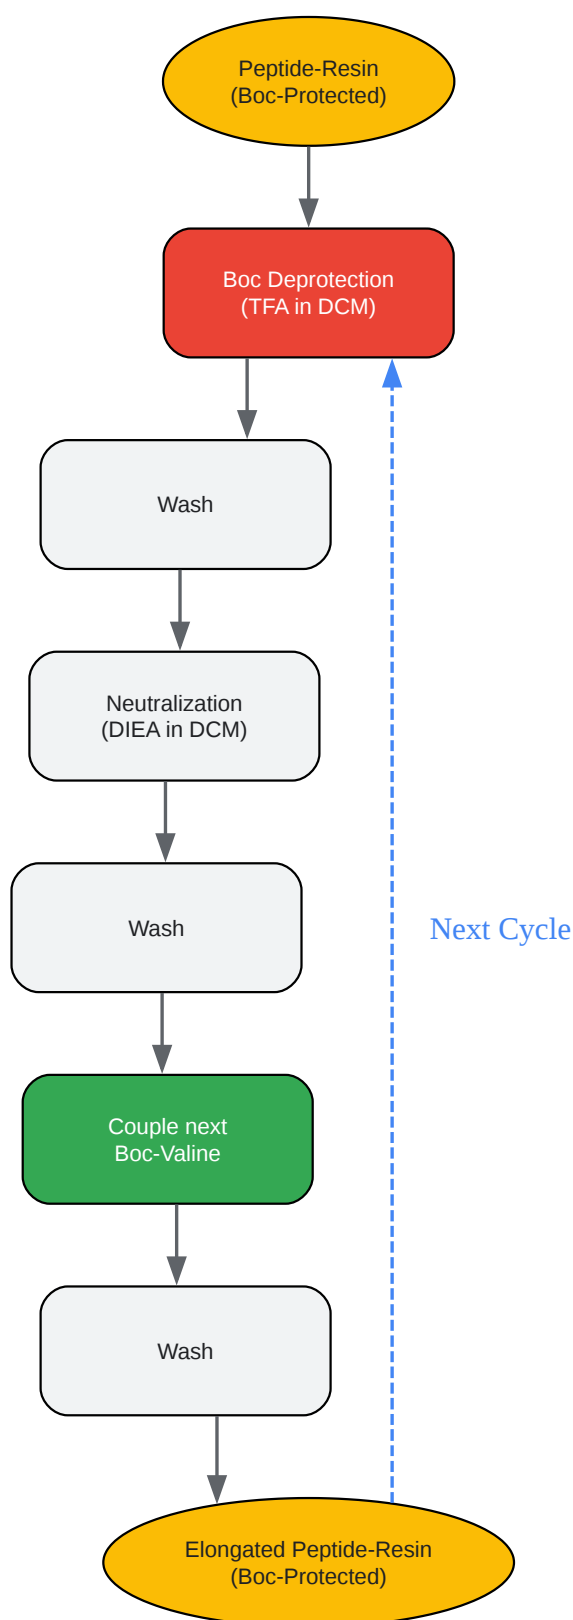 Peptide-Resin
(Boc-Protected)
Boc Deprotection
(TFA in DCM)
Wash
Neutralization
(DIEA in DCM)
Wash
Next Cycle
Couple next
Boc-Valine
Wash
Elongated Peptide-Resin
(Boc-Protected)